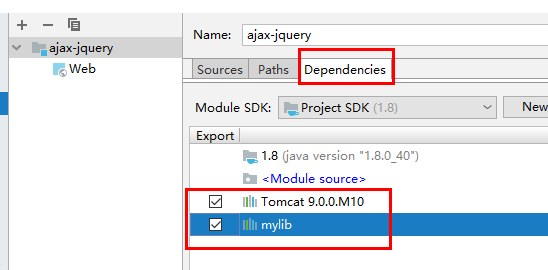 ajax-jquery
Web
Name: ajax-jquery
Sources Paths Dependencies
Module SDK: Project SDK (1.8) New
Export
1.8 (java version "1.8.0_40")
<Module source>
Tomcat 9.0.0.M10
mylib